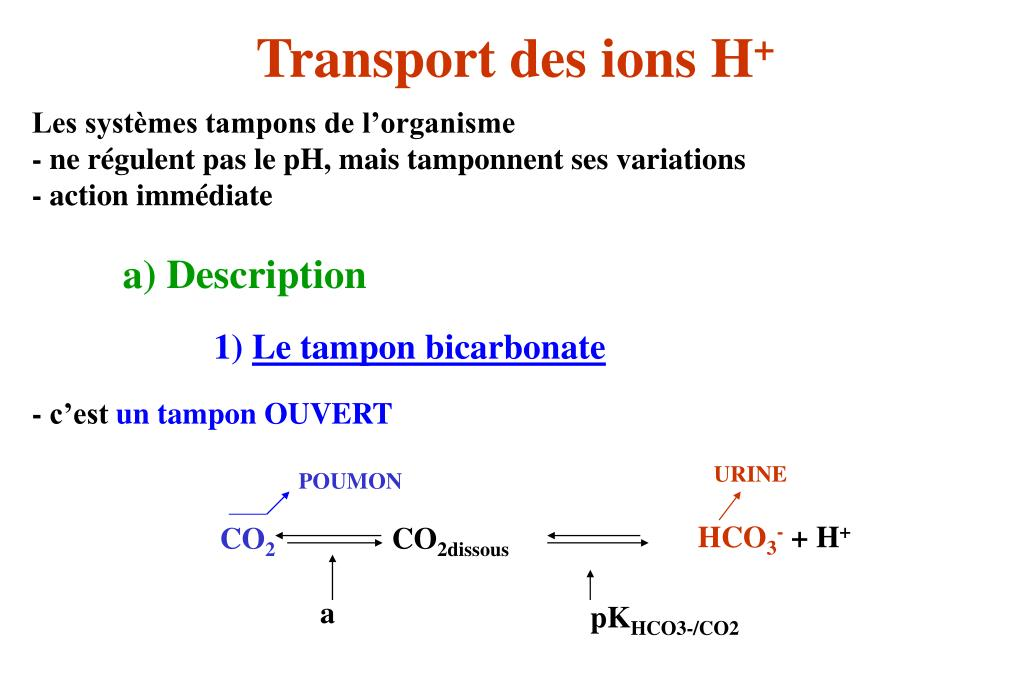 Transport des ions H⁺
Les systèmes tampons de l’organisme
- ne régulent pas le pH, mais tamponnent ses variations
- action immédiate
a) Description
1) Le tampon bicarbonate
- c’est un tampon OUVERT
POUMON
URINE
CO₂ CO₂dissous HCO₃⁻ + H⁺
a
pKHCO3-/CO2